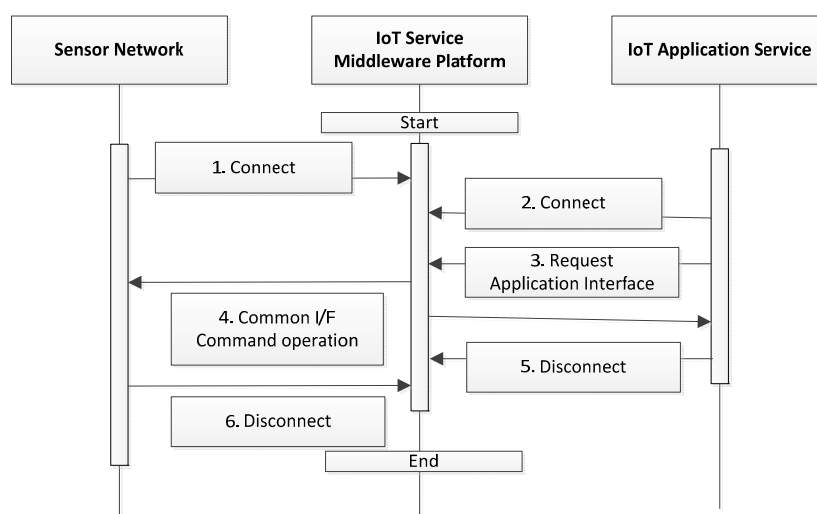 Sensor Network
IoT Service
Middleware Platform
IoT Application Service
Start
1. Connect
2. Connect
3. Request
Application Interface
4. Common I/F
Command operation
5. Disconnect
6. Disconnect
End